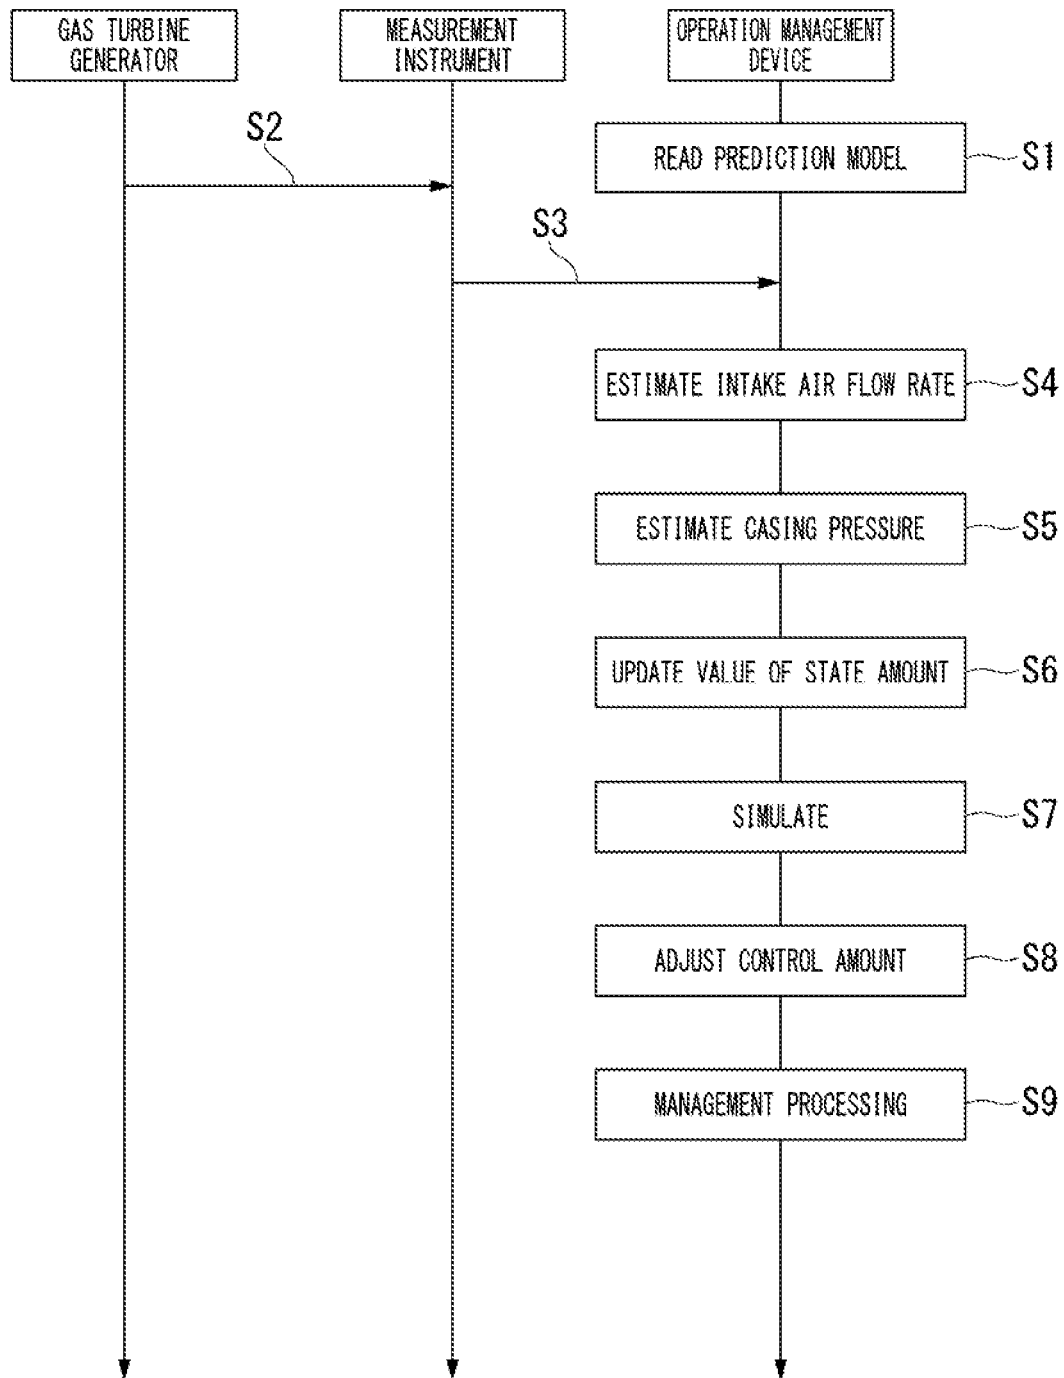 GAS TURBINE
GENERATOR
MEASUREMENT
INSTRUMENT
OPERATION MANAGEMENT
DEVICE
S2
READ PREDICTION MODEL
S1
S3
ESTIMATE INTAKE AIR FLOW RATE
S4
ESTIMATE CASING PRESSURE
S5
UPDATE VALUE OF STATE AMOUNT
S6
SIMULATE
S7
ADJUST CONTROL AMOUNT
S8
MANAGEMENT PROCESSING
S9